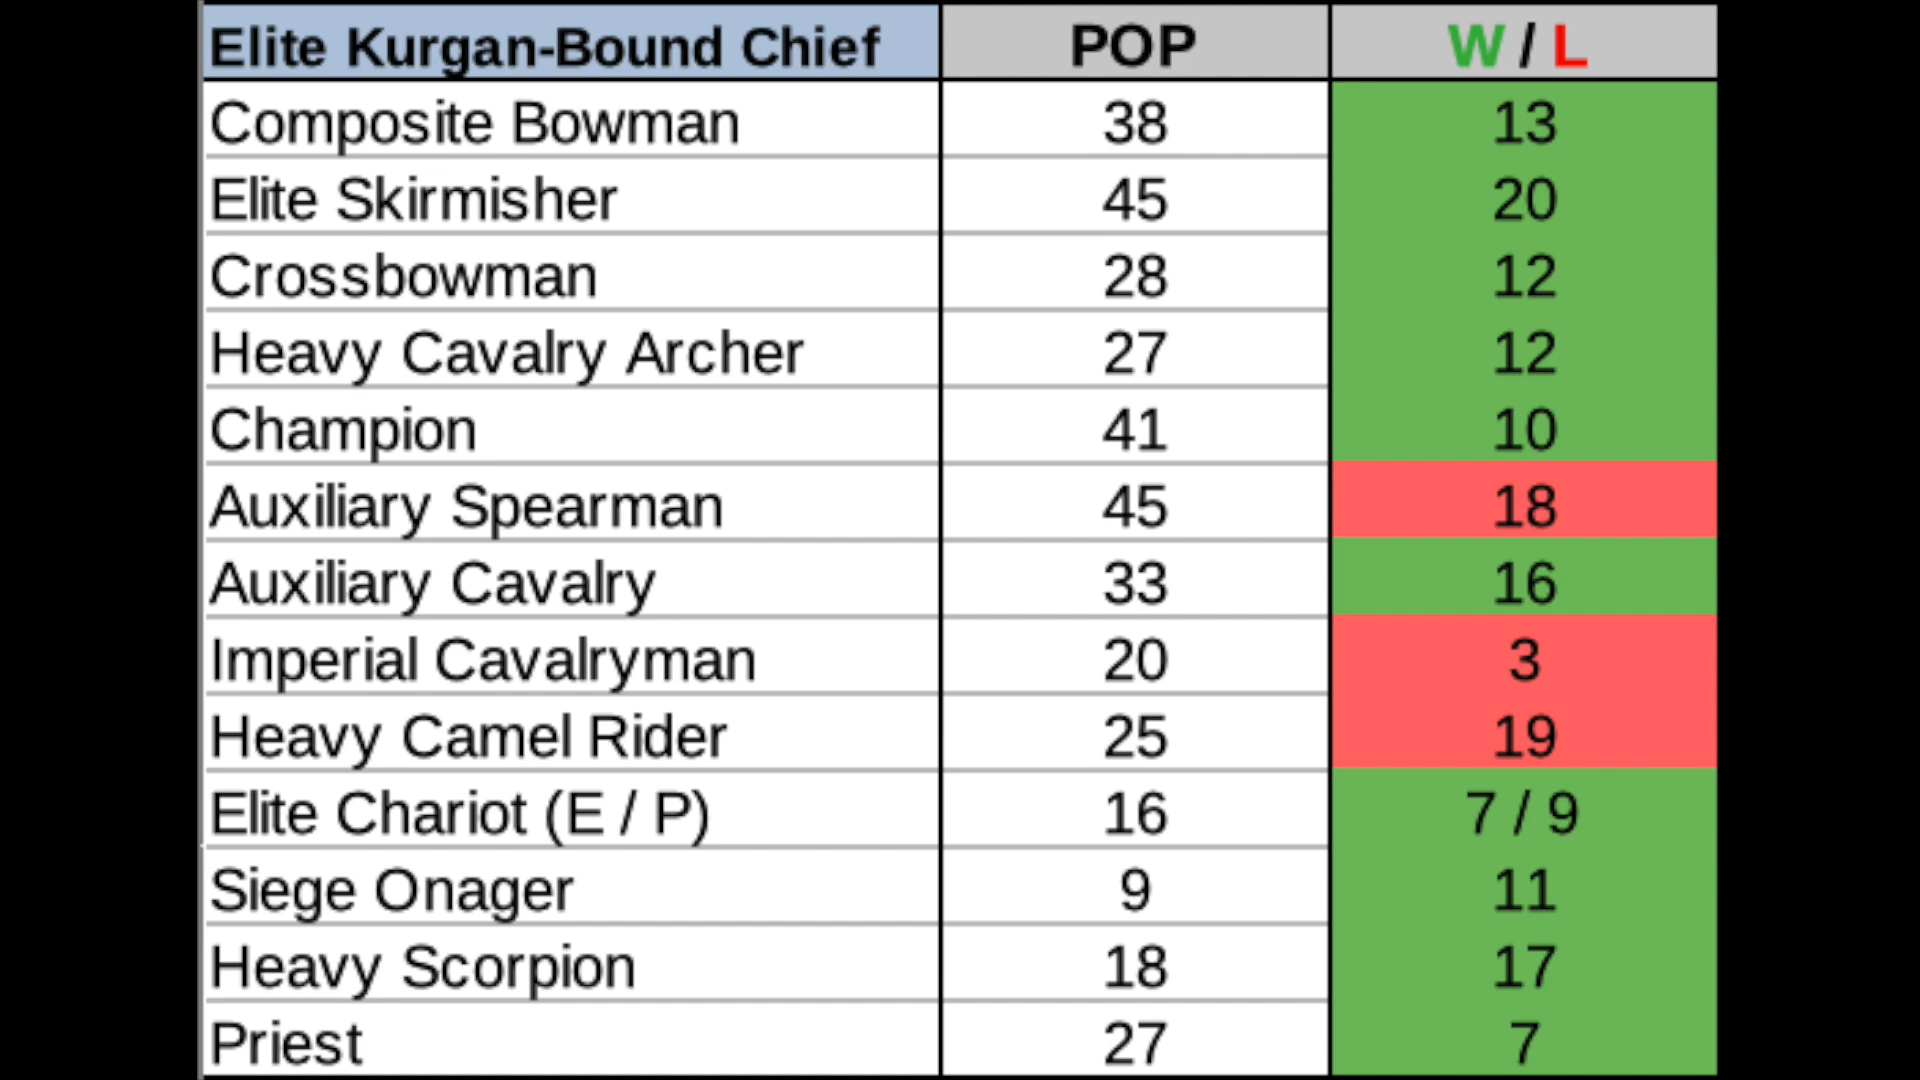 Elite Kurgan-Bound Chief POP W / L
Composite Bowman 38 13
Elite Skirmisher 45 20
Crossbowman 28 12
Heavy Cavalry Archer 27 12
Champion 41 10
Auxiliary Spearman 45 18
Auxiliary Cavalry 33 16
Imperial Cavalryman 20 3
Heavy Camel Rider 25 19
Elite Chariot (E / P) 16 7 / 9
Siege Onager 9 11
Heavy Scorpion 18 17
Priest 27 7